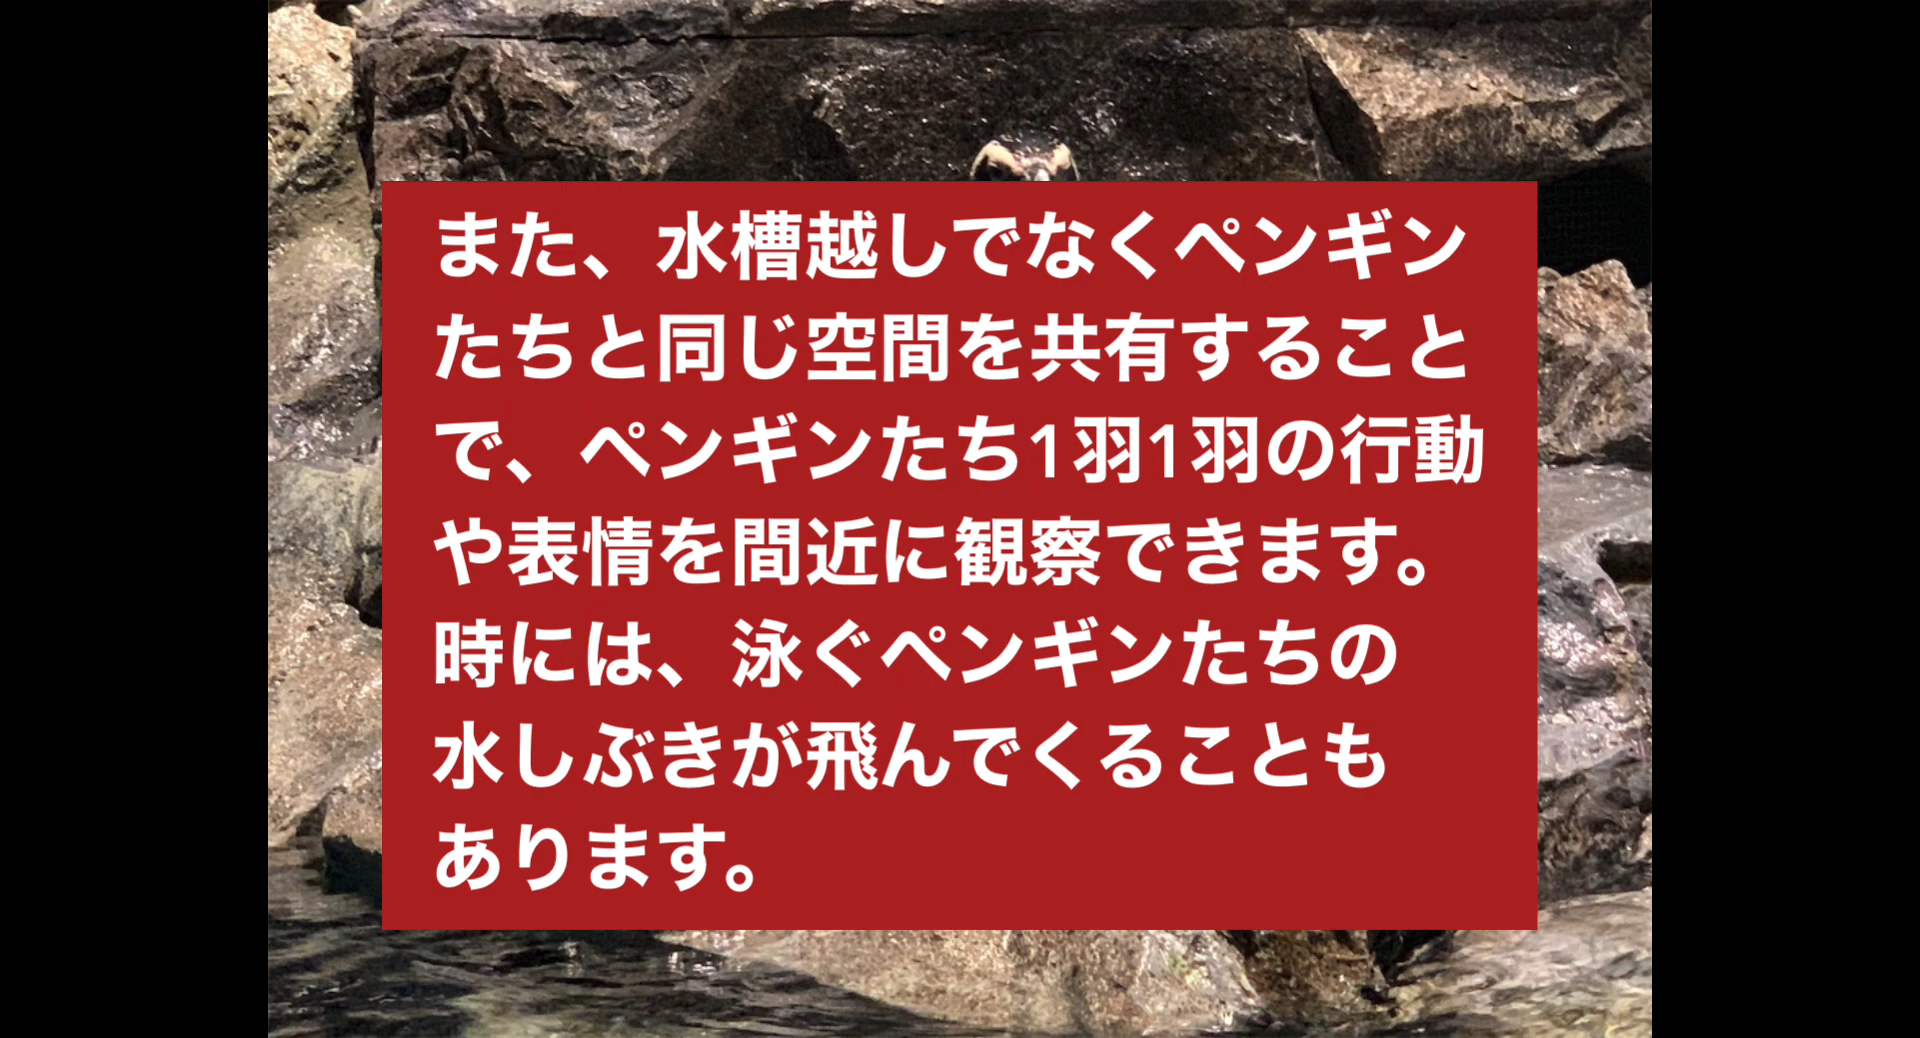 また、水槽越しでなくペンギン
たちと同じ空間を共有すること
で、ペンギンたち1羽1羽の行動
や表情を間近に観察できます。
時には、泳ぐペンギンたちの
水しぶきが飛んでくることも
あります。